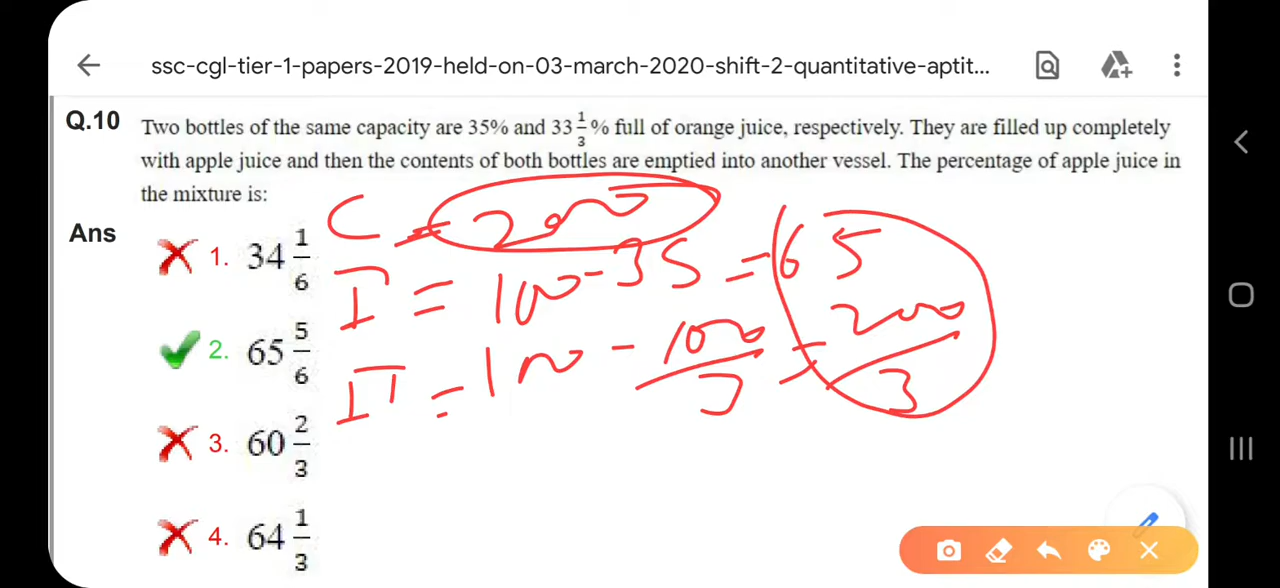 ssc-cgl-tier-1-papers-2019-held-on-03-march-2020-shift-2-quantitative-aptit...
Q.10 Two bottles of the same capacity are 35% and 33 1/3 % full of orange juice, respectively. They are filled up completely
with apple juice and then the contents of both bottles are emptied into another vessel. The percentage of apple juice in
the mixture is:
Ans
1. 34 1/6
2. 65 5/6
3. 60 2/3
4. 64 1/3
C = 200
I = 100 - 35 = 65
II = 100 - 100/3 = 200/3